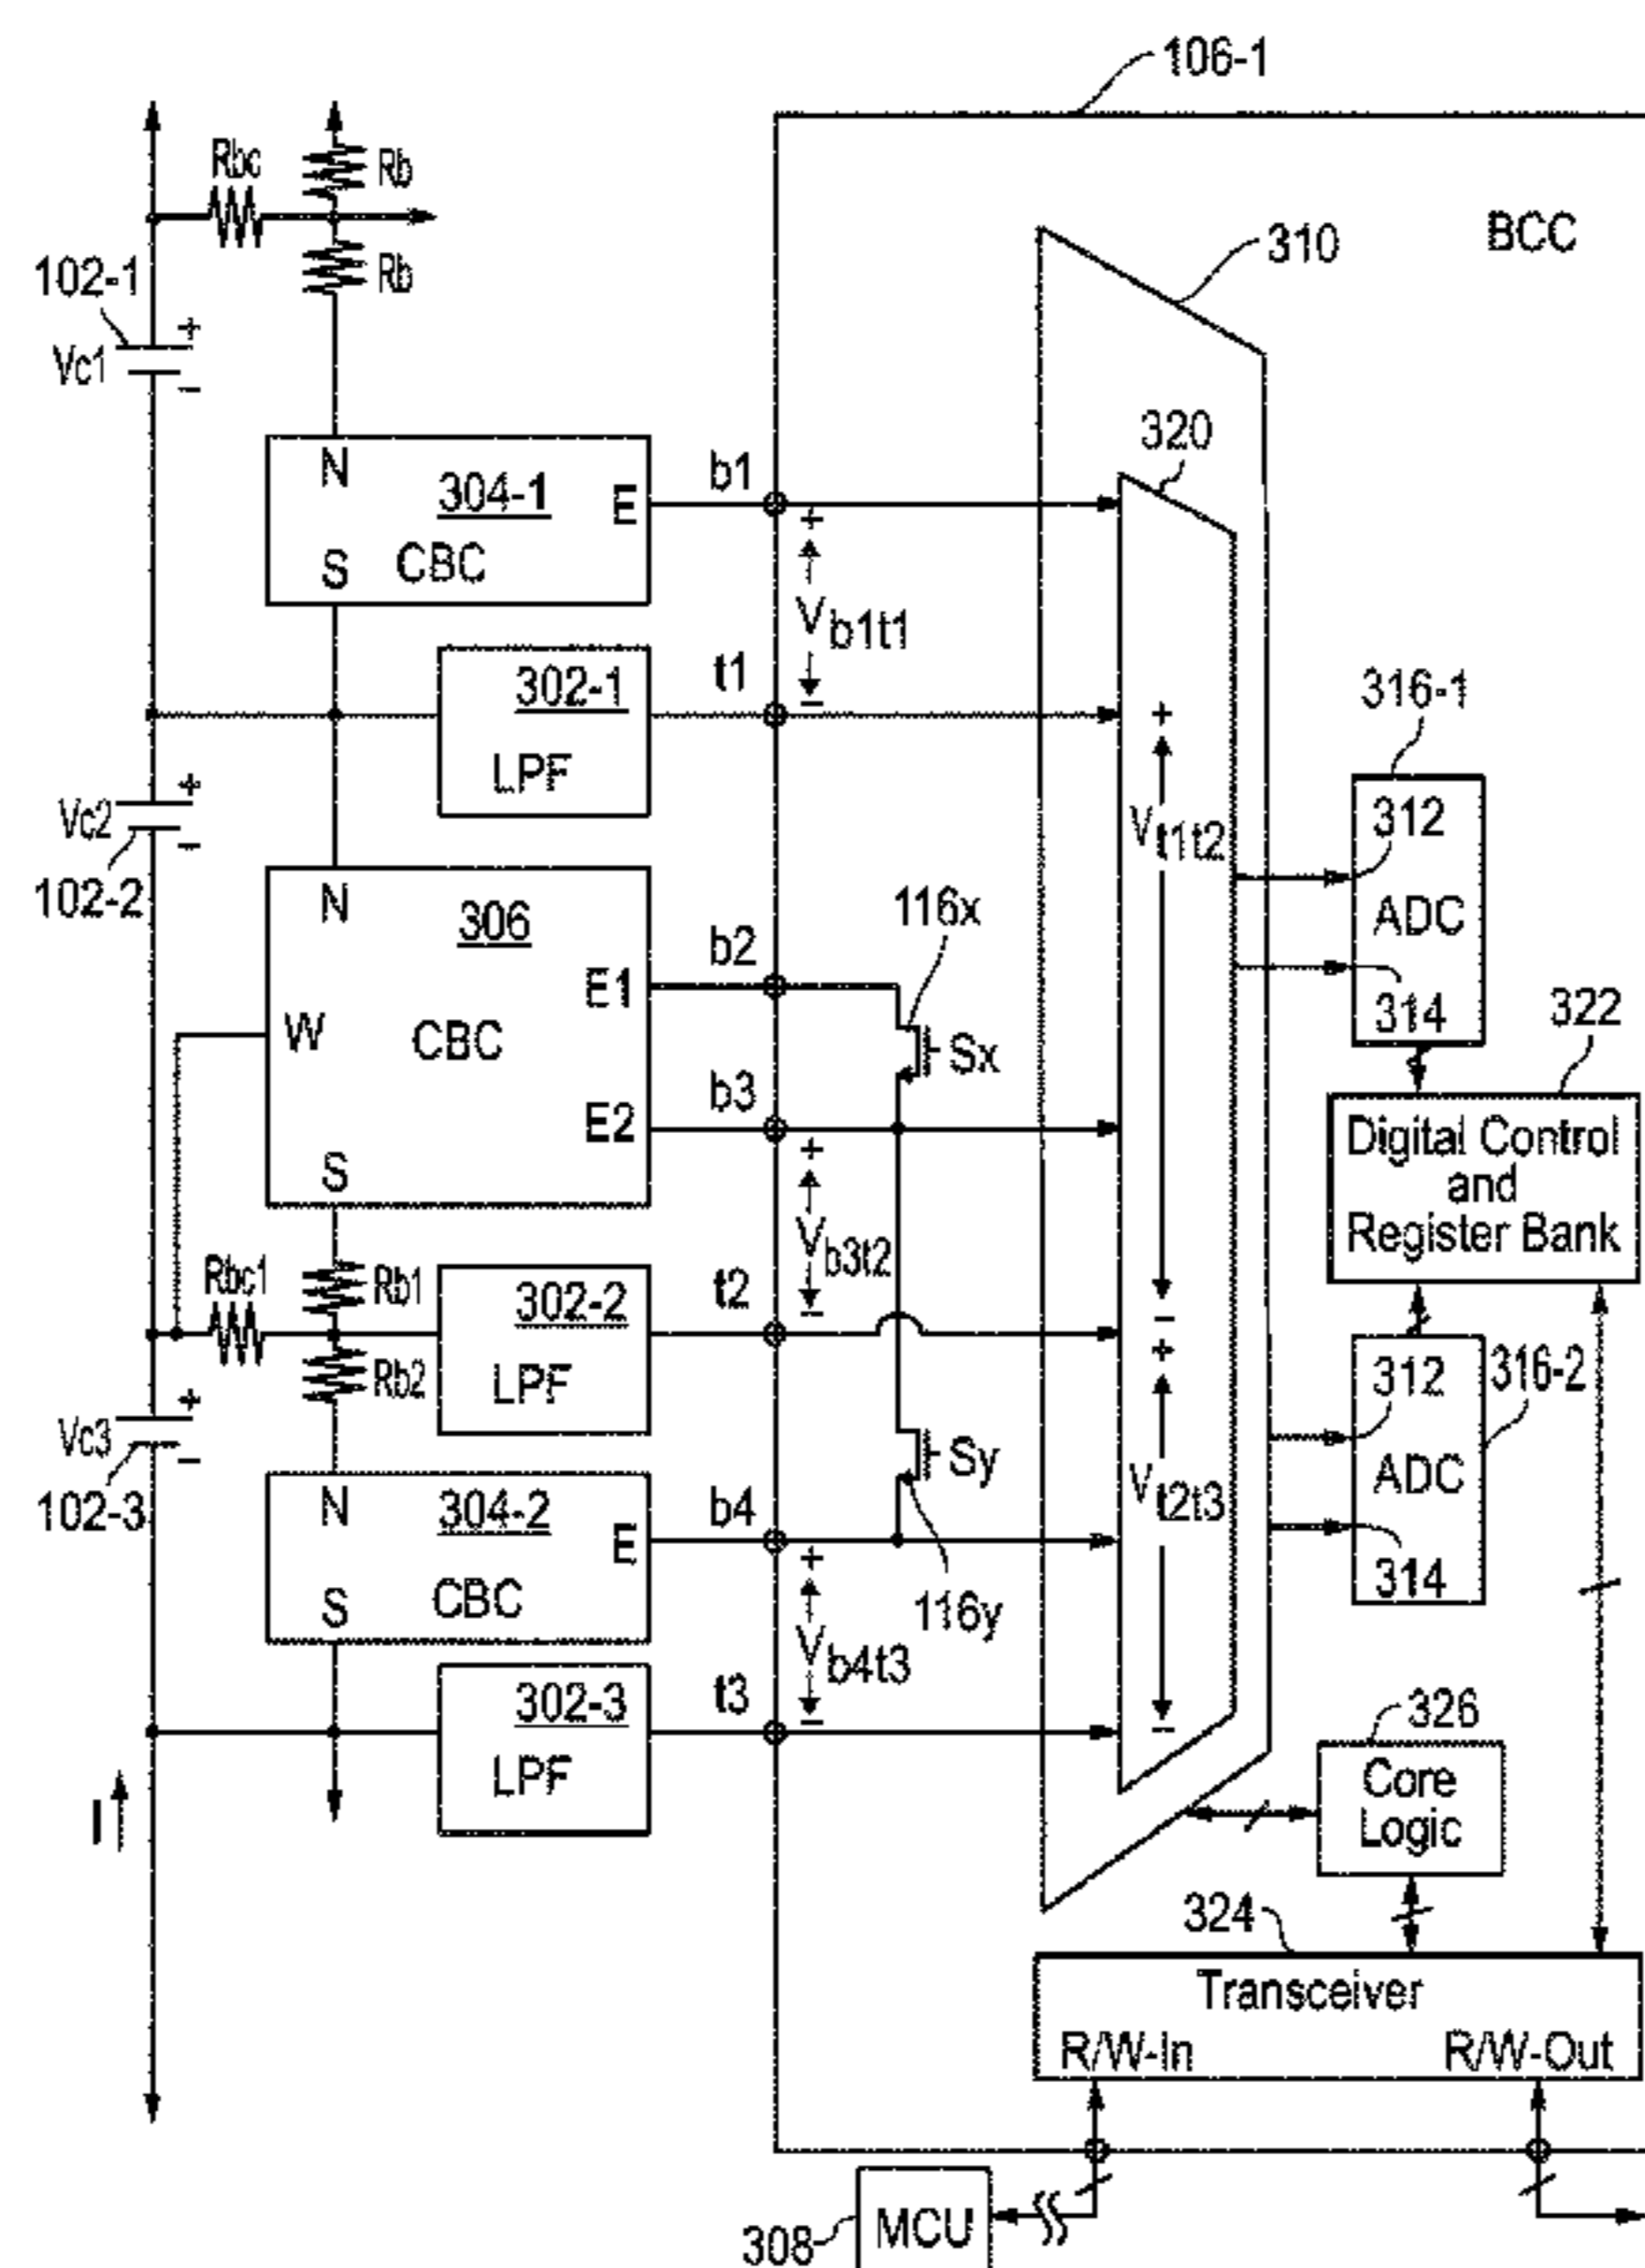 106-1
BCC
Rbc
Rb
Rb
310
102-1
+
Vc1
−
320
N
304-1
E
S
CBC
b1
+
Vb1t1
−
302-1
LPF
t1
+
Vt1t2
−
316-1
312
ADC
314
Vc2
+
−
102-2
N
306
E1
W
CBC
E2
S
b2
116x
Sx
b3
+
Vb3t2
−
322
Digital Control
and
Register Bank
Rbc1
Rb1
302-2
LPF
t2
Rb2
+
Vt2t3
−
312
316-2
ADC
314
Vc3
+
−
102-3
N
304-2
E
S
CBC
b4
Sy
116y
+
Vb4t3
−
302-3
LPF
t3
I
326
Core
Logic
324
Transceiver
R/W-In
R/W-Out
308
MCU